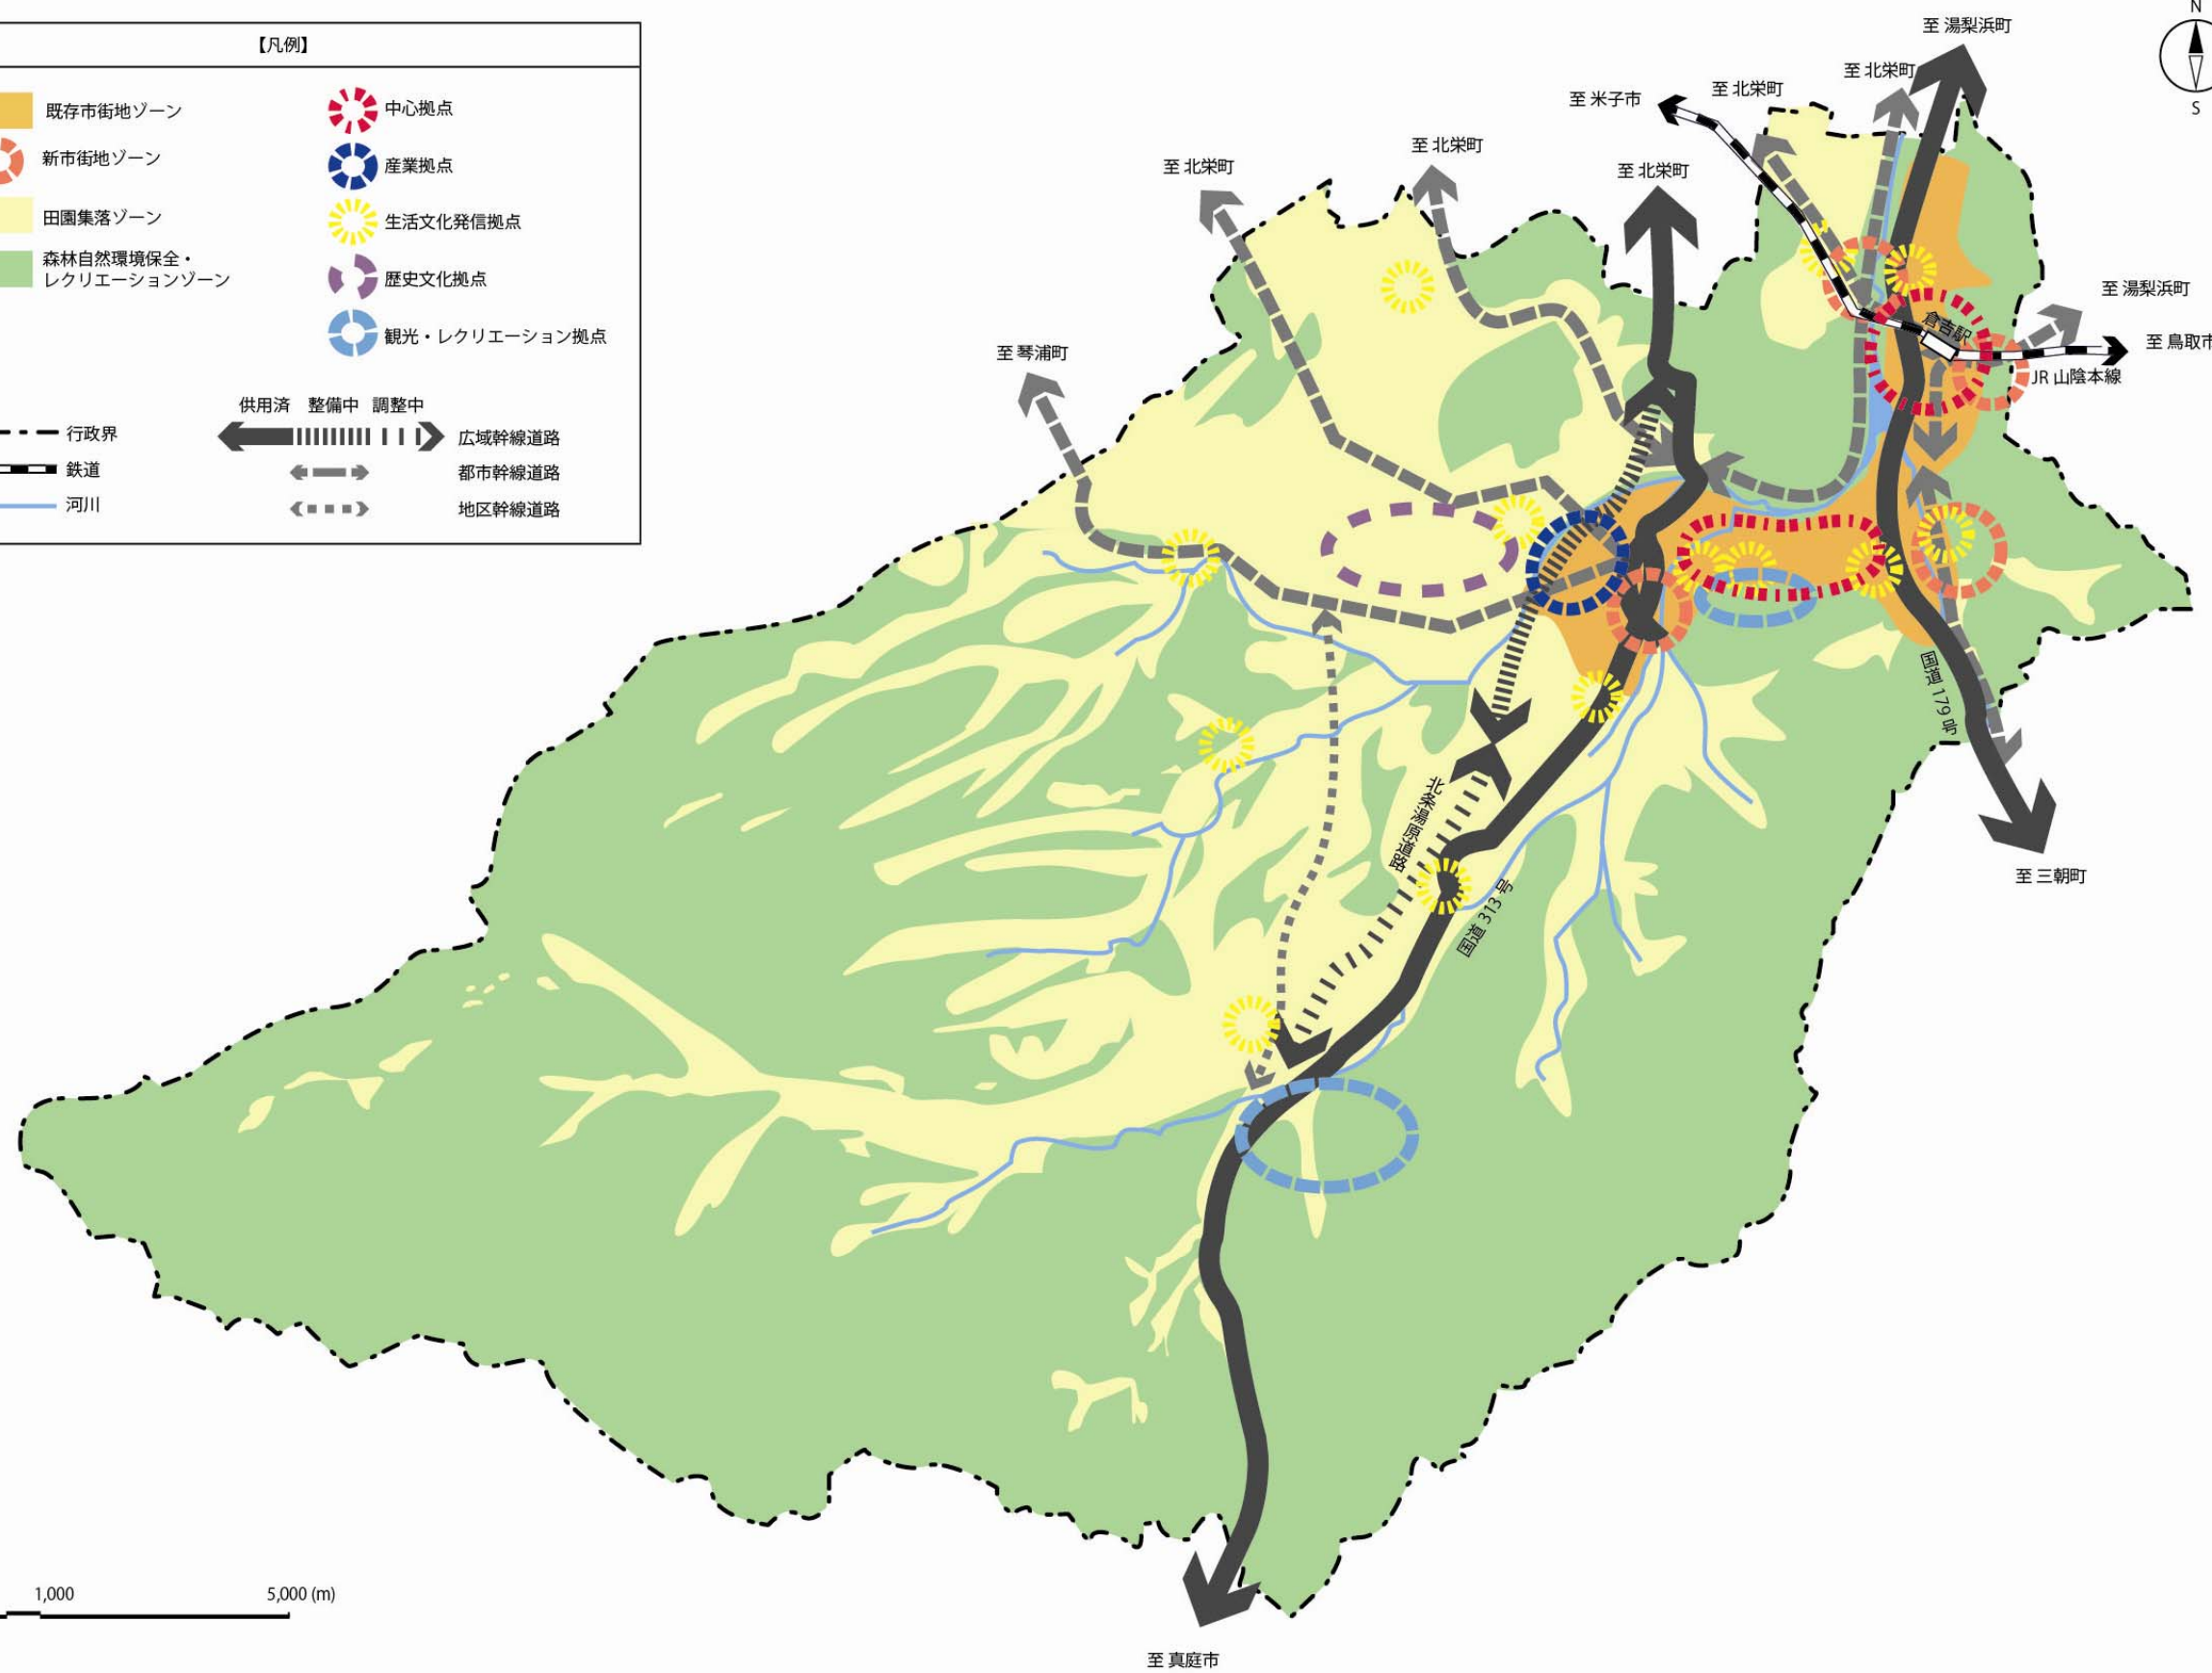 【凡例】
既存市街地ゾーン
新市街地ゾーン
田園集落ゾーン
森林自然環境保全・
レクリエーションゾーン
中心拠点
産業拠点
生活文化発信拠点
歴史文化拠点
観光・レクリエーション拠点
行政界
鉄道
河川
供用済 整備中 調整中
広域幹線道路
都市幹線道路
地区幹線道路
N
S
至 湯梨浜町
至 北栄町
至 北栄町
至 米子市
至 北栄町
至 北栄町
至 北栄町
至 湯梨浜町
倉吉駅
至 鳥取市
JR 山陰本線
至 琴浦町
国道 179 号
北条湯原道路
国道 313 号
至 三朝町
至 真庭市
1,000
5,000 (m)